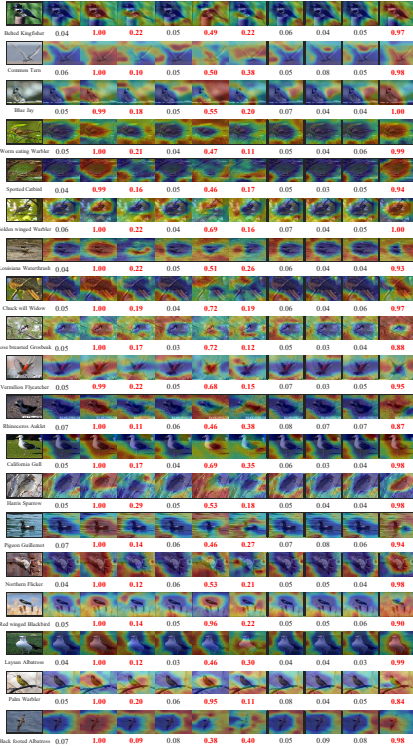 Belted Kingfisher 0.04 1.00 0.22 0.05 0.49 0.22 0.06 0.04 0.05 0.97
Common Tern 0.06 1.00 0.10 0.05 0.50 0.38 0.05 0.08 0.05 0.98
Blue Jay 0.05 0.99 0.18 0.05 0.55 0.20 0.07 0.04 0.04 1.00
Worm eating Warbler 0.05 1.00 0.21 0.04 0.47 0.11 0.05 0.04 0.06 0.99
Spotted Catbird 0.04 0.99 0.16 0.05 0.46 0.17 0.05 0.03 0.05 0.94
olden winged Warbler 0.06 1.00 0.22 0.04 0.69 0.16 0.07 0.05 0.07 1.00
Louisiana Waterthrush 0.04 1.00 0.22 0.05 0.51 0.26 0.06 0.04 0.04 0.93
Chuck will Widow 0.05 1.00 0.19 0.04 0.72 0.19 0.06 0.04 0.06 0.97
ose breasted Grosbeak 0.05 1.00 0.17 0.03 0.72 0.12 0.05 0.04 0.03 0.88
Vermilion Flycatcher 0.05 0.99 0.22 0.05 0.68 0.15 0.07 0.03 0.05 0.95
Rhinoceros Auklet 0.07 1.00 0.11 0.06 0.46 0.38 0.08 0.07 0.07 0.87
California Gull 0.05 1.00 0.17 0.04 0.69 0.35 0.06 0.03 0.04 0.98
Harris Sparrow 0.05 1.00 0.29 0.05 0.53 0.18 0.05 0.04 0.04 0.98
Pigeon Guillemot 0.07 1.00 0.14 0.06 0.46 0.27 0.07 0.08 0.06 0.94
Northern Flicker 0.04 1.00 0.12 0.06 0.53 0.21 0.05 0.05 0.04 0.98
Red winged Blackbird 0.05 1.00 0.14 0.05 0.96 0.22 0.05 0.05 0.06 0.90
Laysan Albatross 0.04 1.00 0.12 0.03 0.46 0.30 0.04 0.04 0.03 0.99
Palm Warbler 0.05 1.00 0.20 0.06 0.95 0.11 0.08 0.04 0.05 0.84
Back footed Albatross 0.07 1.00 0.09 0.08 0.38 0.40 0.05 0.09 0.08 0.98